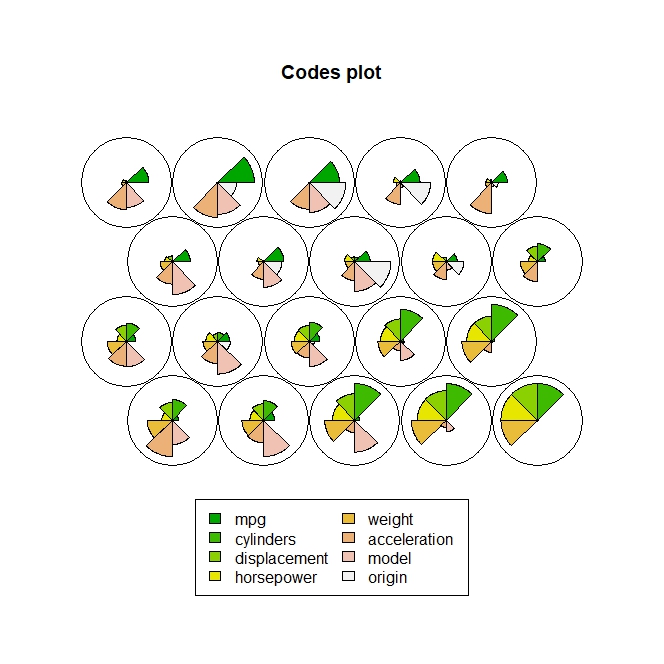 Codes plot
mpg
cylinders
displacement
horsepower
weight
acceleration
model
origin